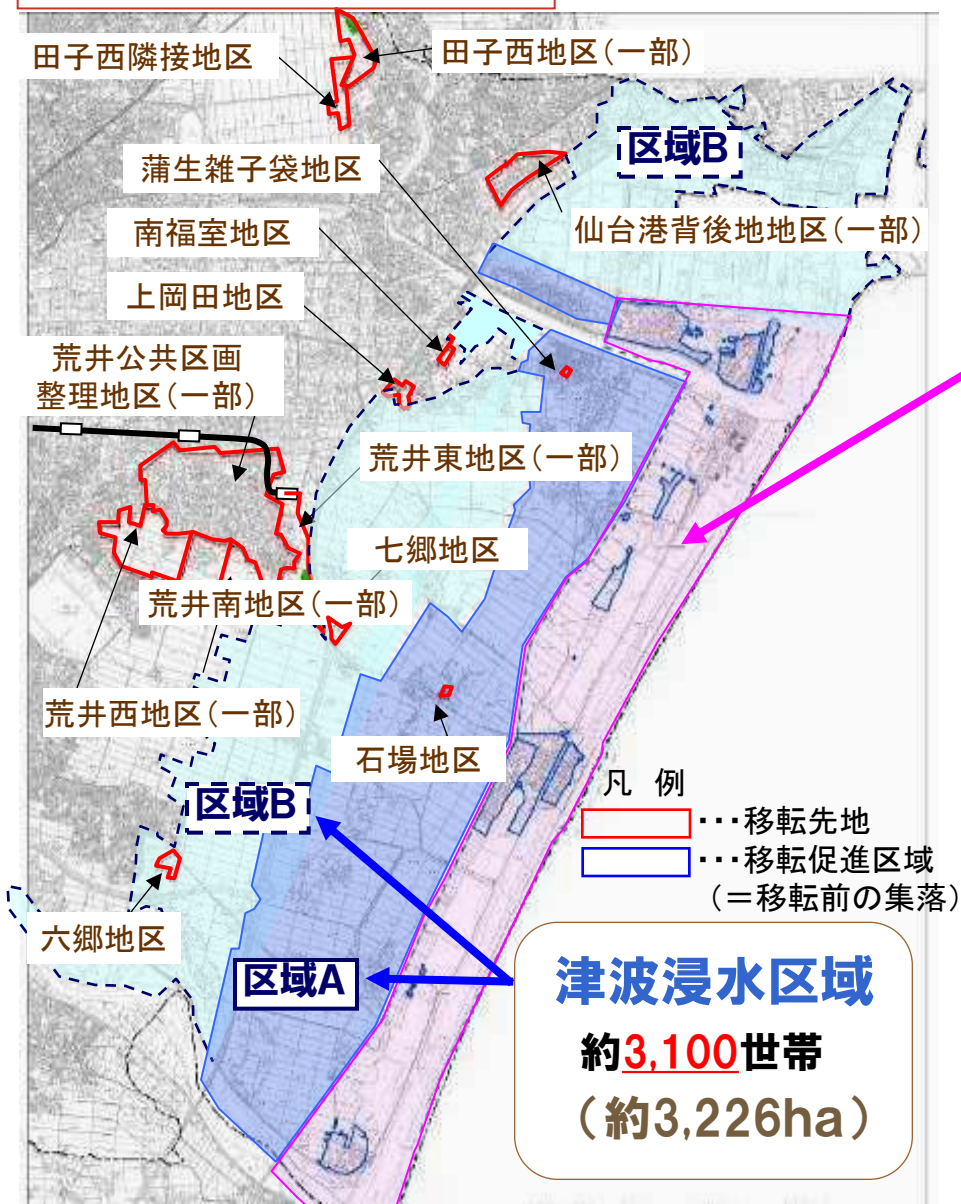 田子西隣接地区
田子西地区(一部)
区域B
蒲生雑子袋地区
仙台港背後地地区(一部)
南福室地区
上岡田地区
荒井公共区画
整理地区(一部)
荒井東地区(一部)
七郷地区
荒井南地区(一部)
荒井西地区(一部)
石場地区
凡 例
･･･移転先地
･･･移転促進区域
(=移転前の集落)
区域B
六郷地区
区域A
津波浸水区域
約3,100世帯
(約3,226ha)